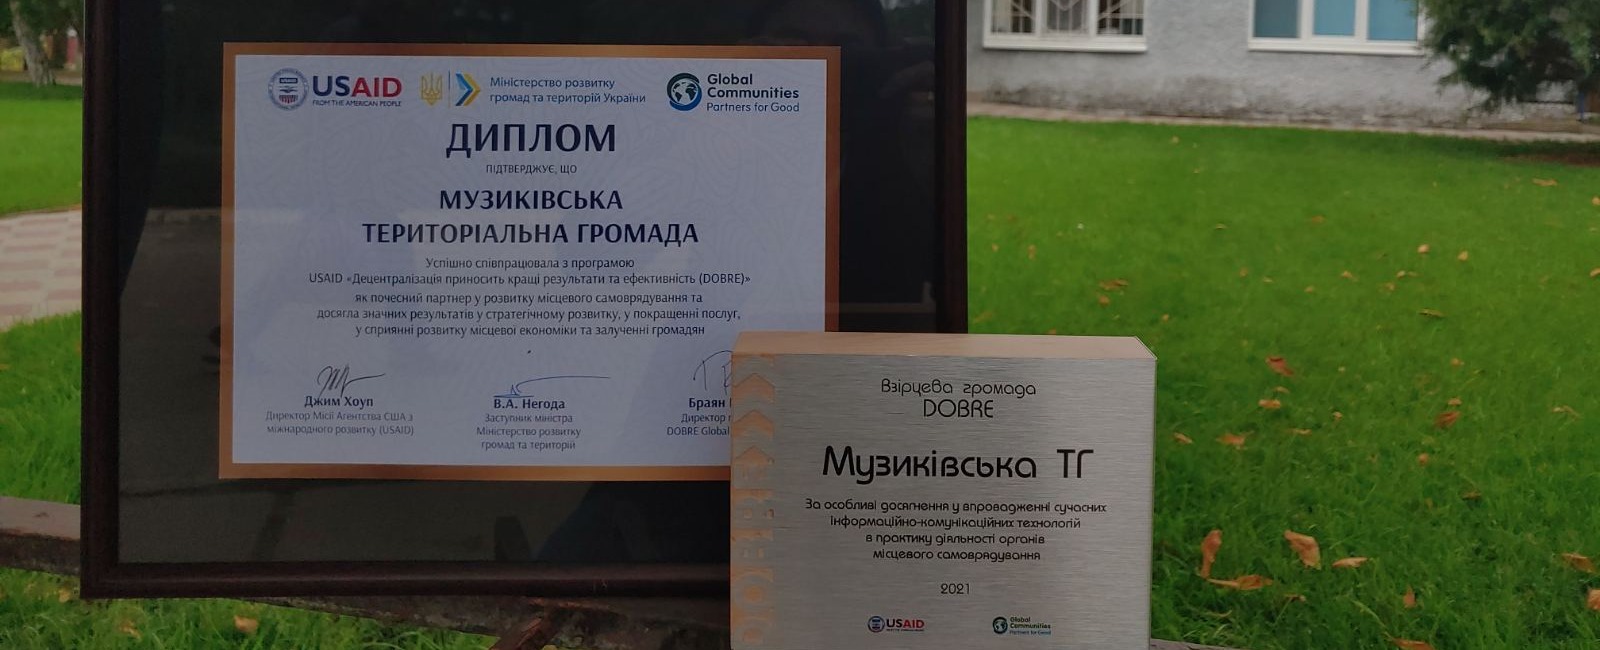 USAID
FROM THE AMERICAN PEOPLE
Міністерство розвитку
громад та територій України
Global
Communities
Partners for Good
ДИПЛОМ
ПІДТВЕРДЖУЄ, ЩО
МУЗИКІВСЬКА
ТЕРИТОРІАЛЬНА ГРОМАДА
Успішно співпрацювала з програмою
USAID «Децентралізація приносить кращі результати та ефективність (DOBRE)»
як почесний партнер у розвитку місцевого самоврядування та
досягла значних результатів у стратегічному розвитку, у покращенні послуг,
у сприянні розвитку місцевої економіки та залученні громадян
Джим Хоуп
Директор Місії Агентства США з
міжнародного розвитку (USAID)
В.А. Негода
Заступник міністра
Міністерство розвитку
громад та територій
Браян
Директор
DOBRE Global
DOBRE
Взірцева громада
DOBRE
Музиківська ТГ
За особливі досягнення у впровадженні сучасних
інформаційно-комунікаційних технологій
в практику діяльності органів
місцевого самоврядування
2021
USAID
Global
Communities
Partners for Good